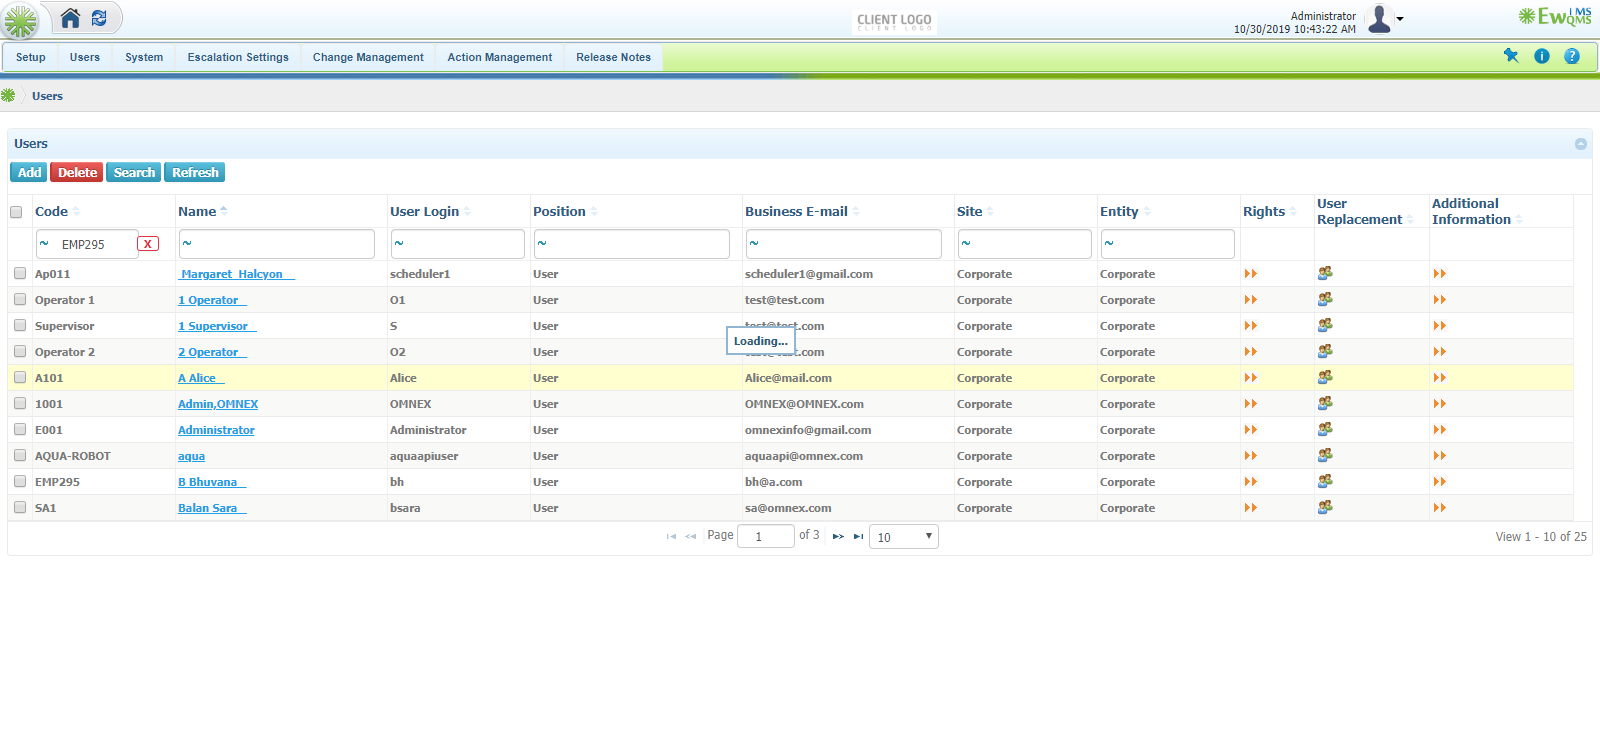 Administrator
10/30/2019 10:43:22 AM
CLIENT LOGO
CLIENT LOGO
EwIMS
QMS
Setup Users System Escalation Settings Change Management Action Management Release Notes
Users
Users
Add Delete Search Refresh
Code Name User Login Position Business E-mail Site Entity Rights User Replacement Additional Information
~ EMP295 X ~ ~ ~ ~ ~ ~
Ap011 Margaret Halcyon scheduler1 User scheduler1@gmail.com Corporate Corporate
Operator 1 1 Operator O1 User test@test.com Corporate Corporate
Supervisor 1 Supervisor S User test@test.com Corporate Corporate
Loading...
Operator 2 2 Operator O2 User .com Corporate Corporate
A101 A Alice Alice User Alice@mail.com Corporate Corporate
1001 Admin,OMNEX OMNEX User OMNEX@OMNEX.com Corporate Corporate
E001 Administrator Administrator User omnexinfo@gmail.com Corporate Corporate
AQUA-ROBOT aqua aquaapiuser User aquaapi@omnex.com Corporate Corporate
EMP295 B Bhuvana bh User bh@a.com Corporate Corporate
SA1 Balan Sara bsara User sa@omnex.com Corporate Corporate
Page 1 of 3 10 View 1 - 10 of 25